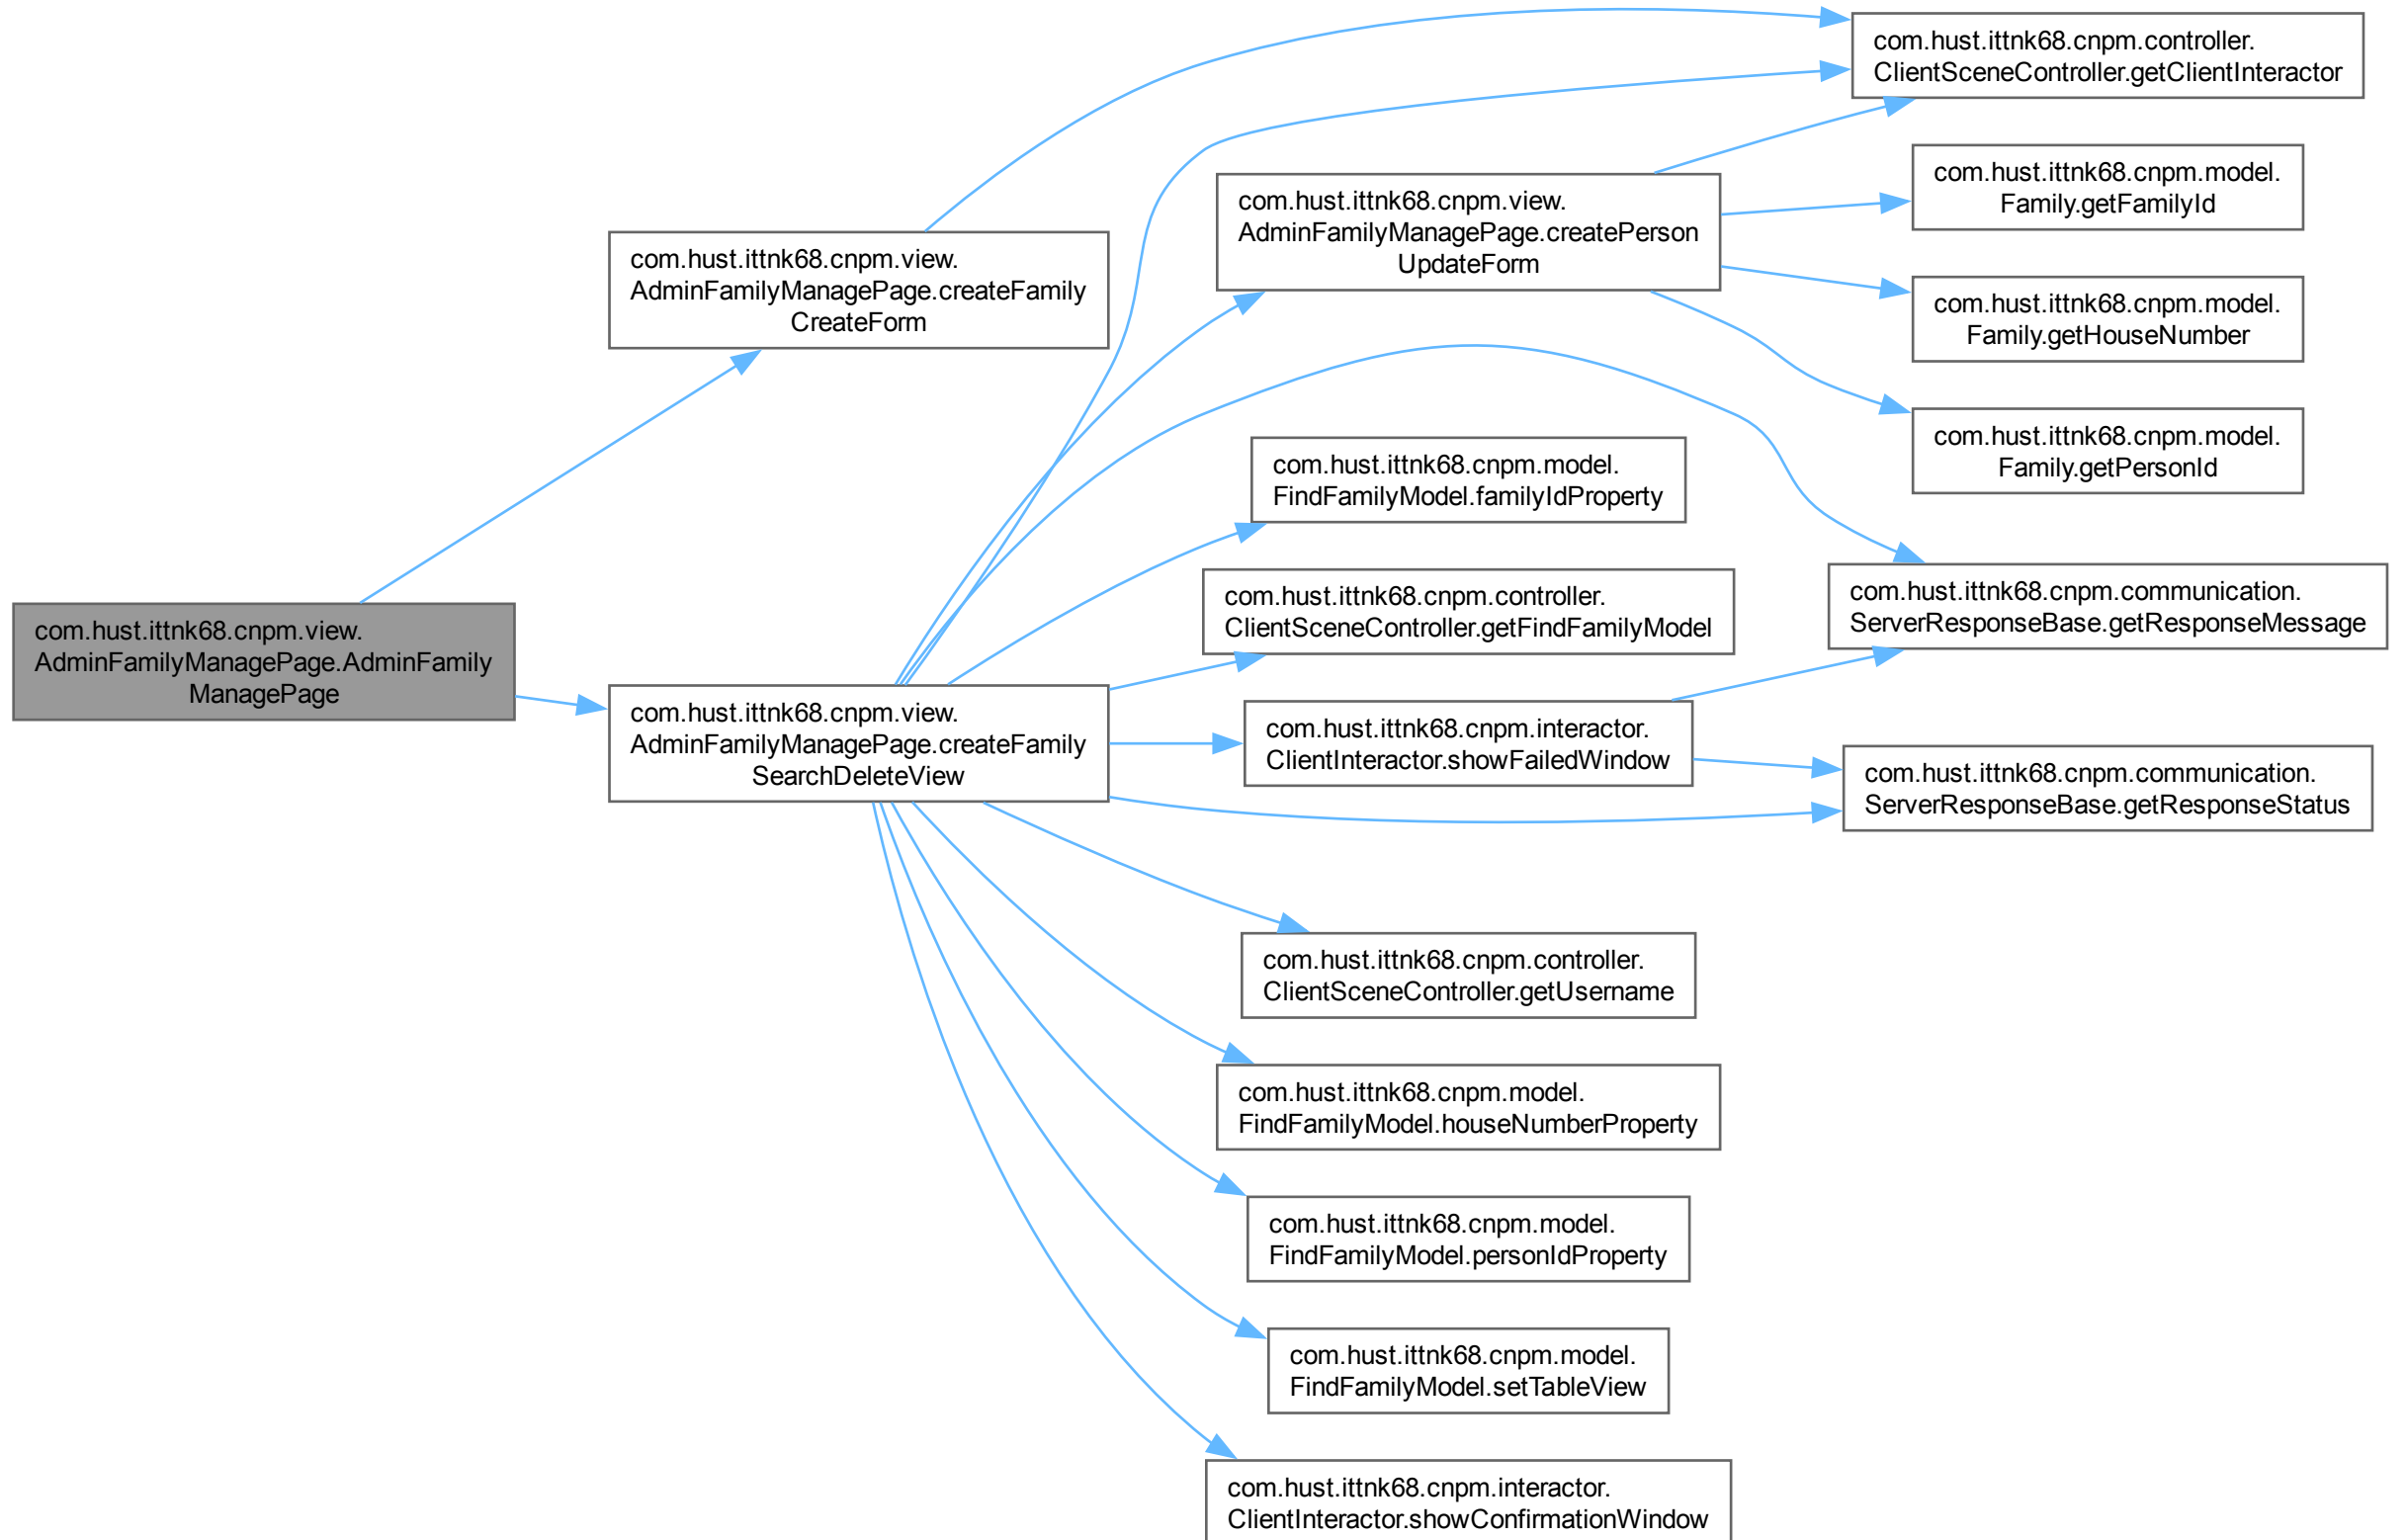 com.hust.ittnk68.cnpm.view.
AdminFamilyManagePage.AdminFamily
ManagePage
com.hust.ittnk68.cnpm.view.
AdminFamilyManagePage.createFamily
CreateForm
com.hust.ittnk68.cnpm.view.
AdminFamilyManagePage.createFamily
SearchDeleteView
com.hust.ittnk68.cnpm.view.
AdminFamilyManagePage.createPerson
UpdateForm
com.hust.ittnk68.cnpm.model.
FindFamilyModel.familyIdProperty
com.hust.ittnk68.cnpm.controller.
ClientSceneController.getFindFamilyModel
com.hust.ittnk68.cnpm.interactor.
ClientInteractor.showFailedWindow
com.hust.ittnk68.cnpm.controller.
ClientSceneController.getUsername
com.hust.ittnk68.cnpm.model.
FindFamilyModel.houseNumberProperty
com.hust.ittnk68.cnpm.model.
FindFamilyModel.personIdProperty
com.hust.ittnk68.cnpm.model.
FindFamilyModel.setTableView
com.hust.ittnk68.cnpm.interactor.
ClientInteractor.showConfirmationWindow
com.hust.ittnk68.cnpm.controller.
ClientSceneController.getClientInteractor
com.hust.ittnk68.cnpm.model.
Family.getFamilyId
com.hust.ittnk68.cnpm.model.
Family.getHouseNumber
com.hust.ittnk68.cnpm.model.
Family.getPersonId
com.hust.ittnk68.cnpm.communication.
ServerResponseBase.getResponseMessage
com.hust.ittnk68.cnpm.communication.
ServerResponseBase.getResponseStatus